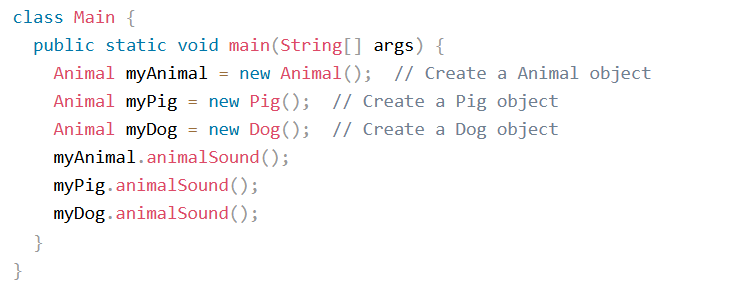 class Main {
  public static void main(String[] args) {
    Animal myAnimal = new Animal();  // Create a Animal object
    Animal myPig = new Pig();  // Create a Pig object
    Animal myDog = new Dog();  // Create a Dog object
    myAnimal.animalSound();
    myPig.animalSound();
    myDog.animalSound();
  }
}